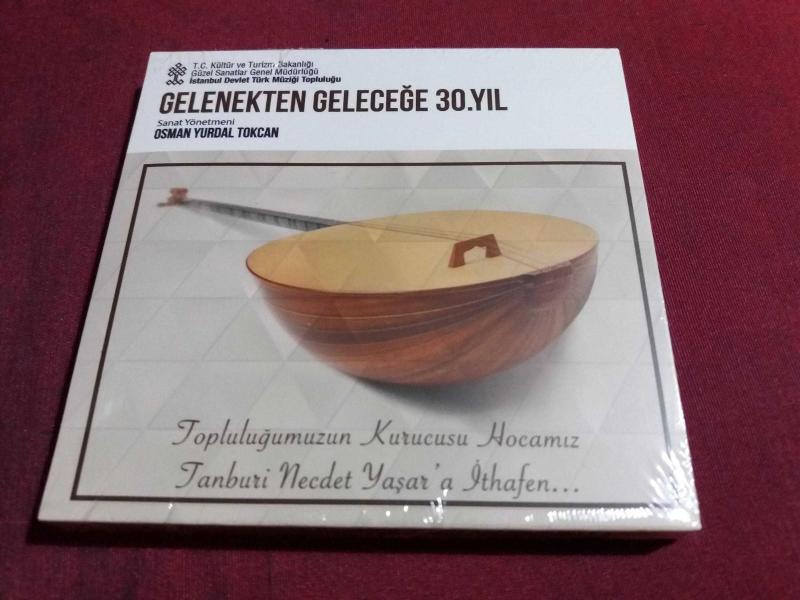 T.C. Kültür ve Turizm Bakanlığı
Güzel Sanatlar Genel Müdürlüğü
İstanbul Devlet Türk Müziği Topluluğu
GELENEKTEN GELECEĞE 30.YIL
Sanat Yönetmeni
OSMAN YURDAL TOKCAN
Topluluğumuzun Kurucusu Hocamız
Tanburi Necdet Yaşar'a İthafen...